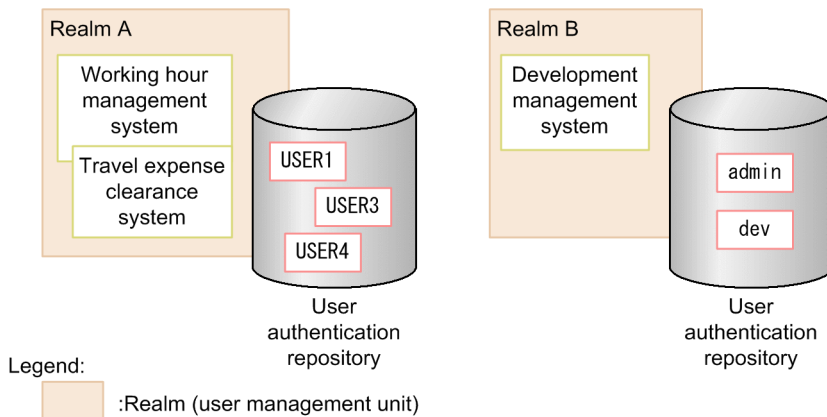 Realm A
Working hour
management
system
Travel expense
clearance
system
USER1
USER3
USER4
User
authentication
repository
Realm B
Development
management
system
admin
dev
User
authentication
repository
Legend:
:Realm (user management unit)